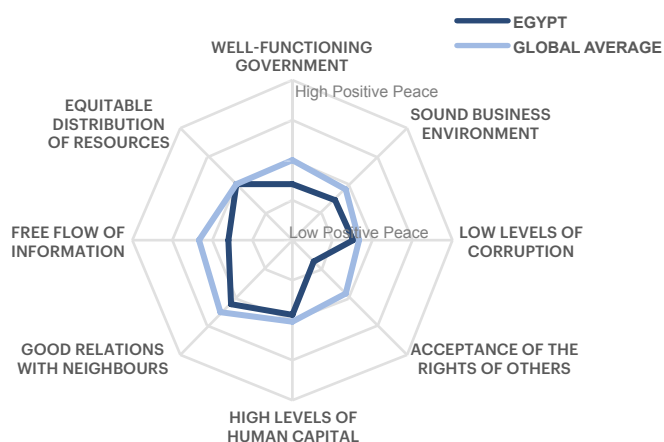 EGYPT
GLOBAL AVERAGE
WELL-FUNCTIONING
GOVERNMENT
High Positive Peace
SOUND BUSINESS
ENVIRONMENT
EQUITABLE
DISTRIBUTION
OF RESOURCES
FREE FLOW OF
INFORMATION
Low Positive Peace
LOW LEVELS OF
CORRUPTION
GOOD RELATIONS
WITH NEIGHBOURS
ACCEPTANCE OF THE
RIGHTS OF OTHERS
HIGH LEVELS OF
HUMAN CAPITAL